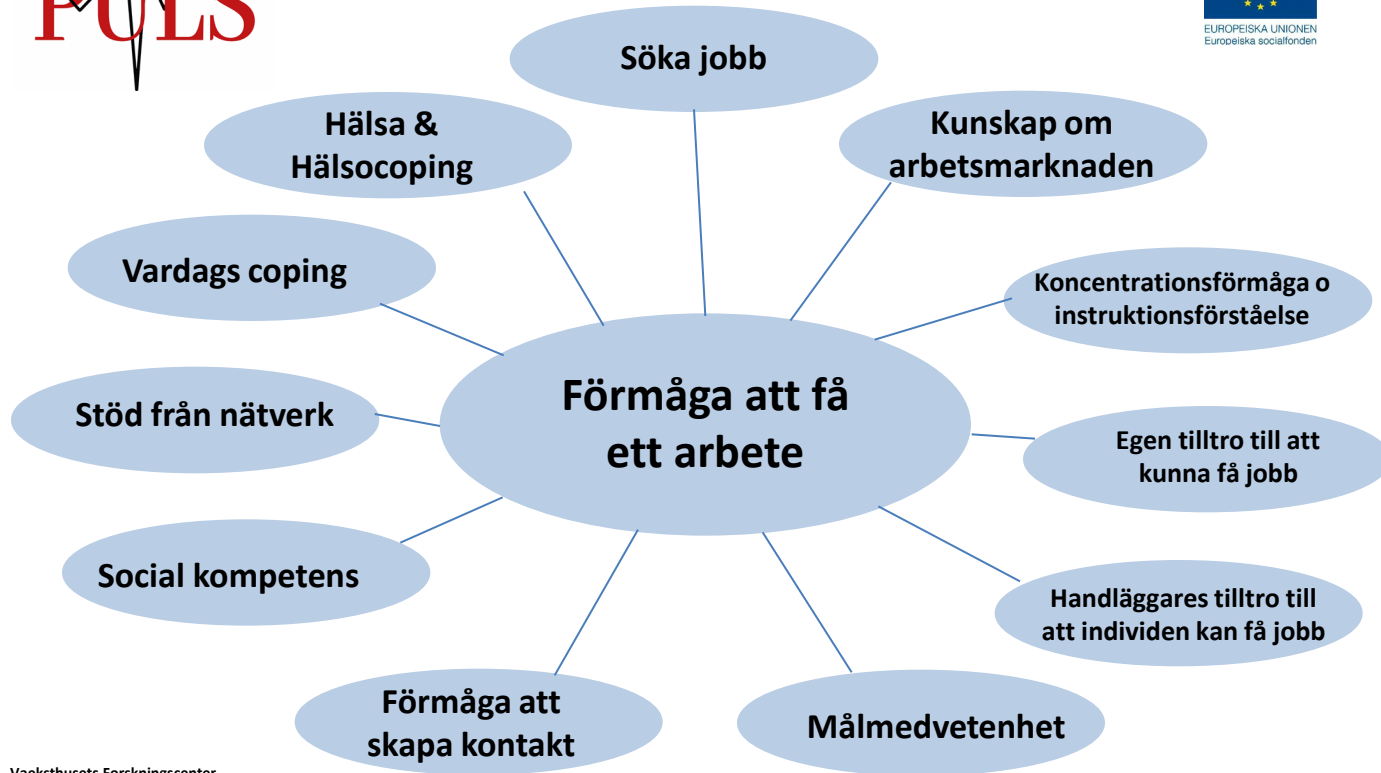 PULS
EUROPEISKA UNIONEN
Europeiska socialfonden
Söka jobb
Hälsa &
Hälsocoping
Kunskap om
arbetsmarknaden
Vardags coping
Koncentrationsförmåga o
instruktionsförståelse
Stöd från nätverk
Förmåga att få
ett arbete
Egen tilltro till att
kunna få jobb
Social kompetens
Handläggares tilltro till
att individen kan få jobb
Förmåga att
skapa kontakt
Målmedvetenhet
Vaeksthusets Forskningscenter